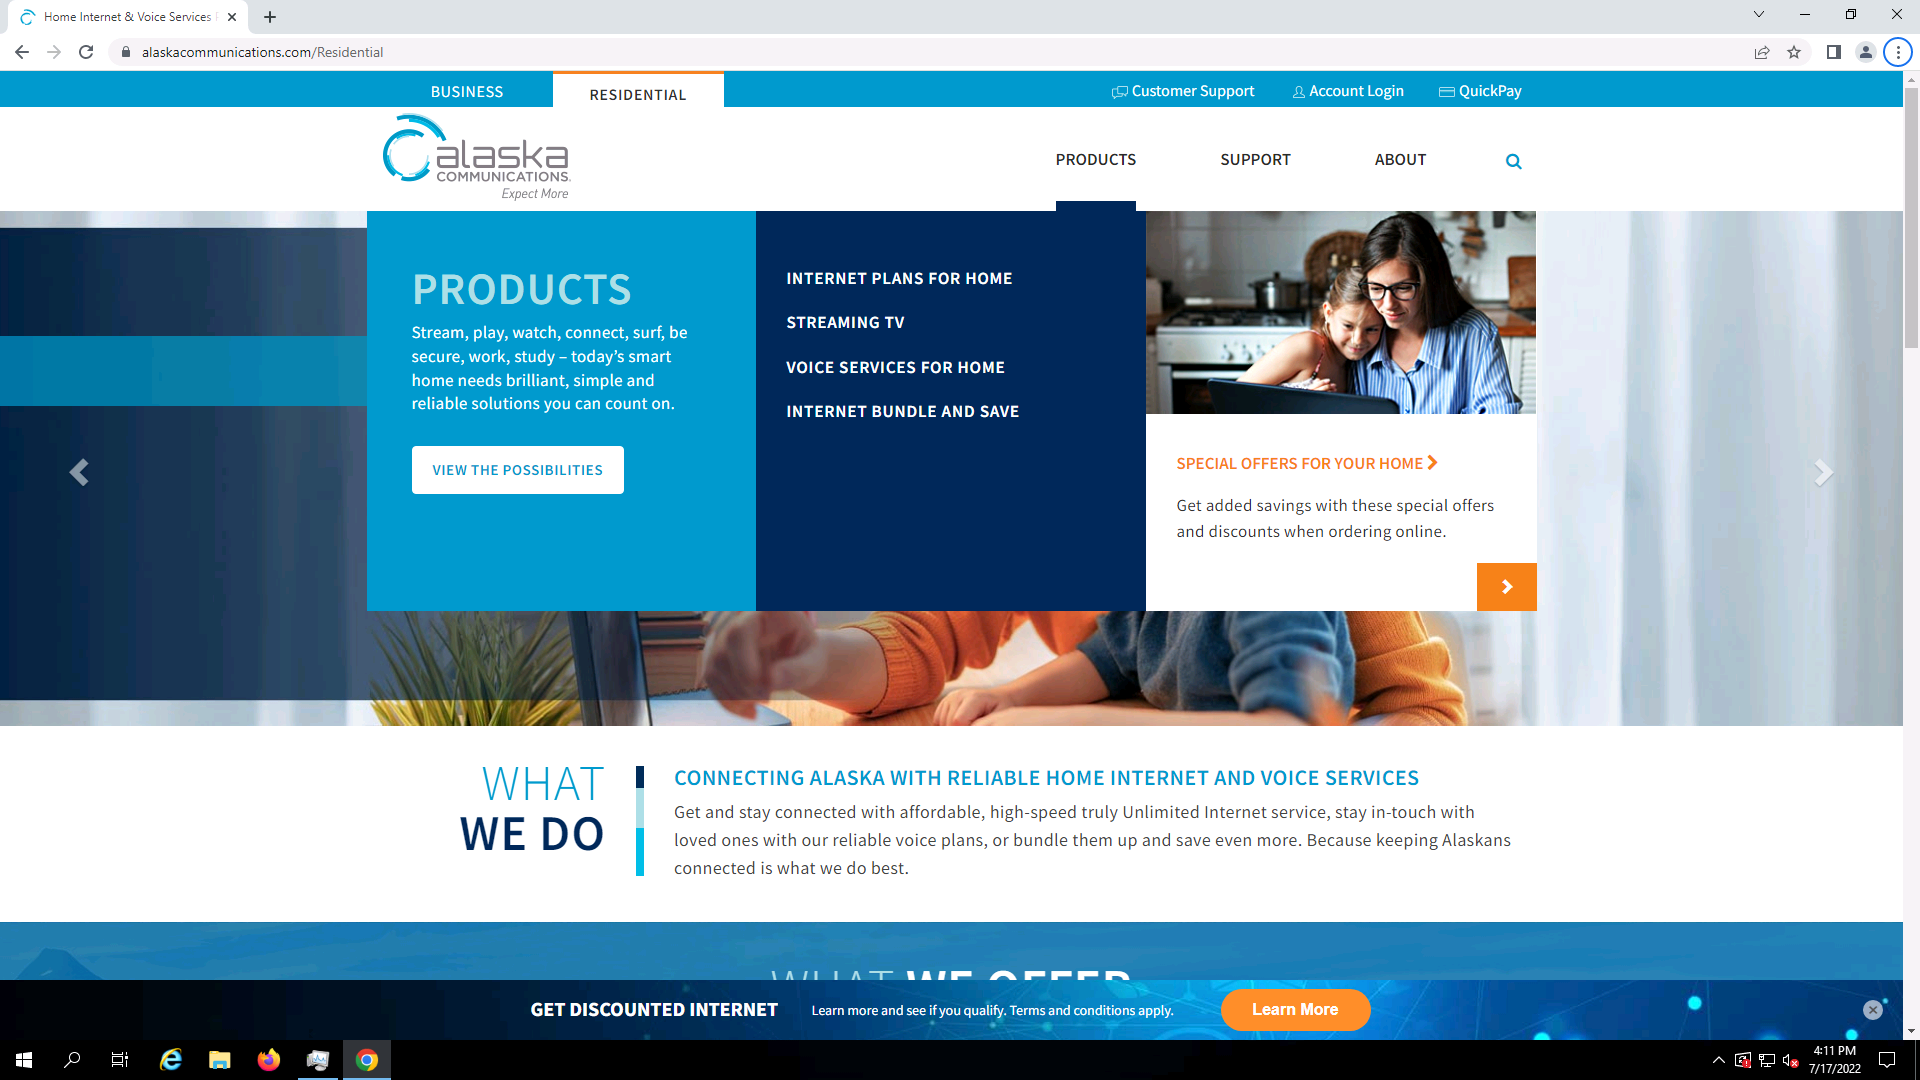 Home Internet & Voice Services
alaskacommunications.com/Residential
BUSINESS
RESIDENTIAL
Customer Support
Account Login
QuickPay
alaska
COMMUNICATIONS.
Expect More
PRODUCTS
SUPPORT
ABOUT
PRODUCTS
Stream, play, watch, connect, surf, be
secure, work, study – today's smart
home needs brilliant, simple and
reliable solutions you can count on.
VIEW THE POSSIBILITIES
INTERNET PLANS FOR HOME
STREAMING TV
VOICE SERVICES FOR HOME
INTERNET BUNDLE AND SAVE
SPECIAL OFFERS FOR YOUR HOME
Get added savings with these special offers
and discounts when ordering online.
WHAT
WE DO
CONNECTING ALASKA WITH RELIABLE HOME INTERNET AND VOICE SERVICES
Get and stay connected with affordable, high-speed truly Unlimited Internet service, stay in-touch with
loved ones with our reliable voice plans, or bundle them up and save even more. Because keeping Alaskans
connected is what we do best.
WHAT WE OFFER
GET DISCOUNTED INTERNET
Learn more and see if you qualify. Terms and conditions apply.
Learn More
4:11 PM
7/17/2022